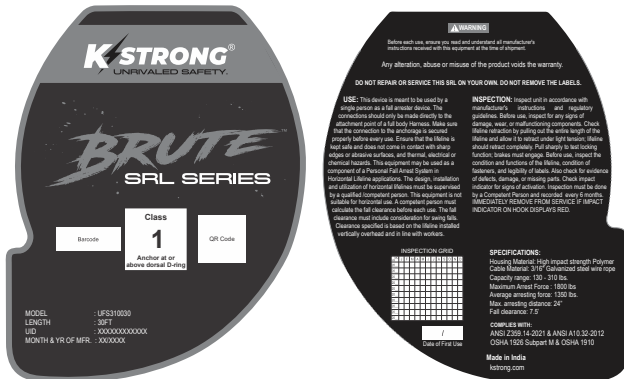 KSTRONG®
UNRIVALED SAFETY.
BRUTE™
SRL SERIES
Barcode
Class
1
Anchor at or
above dorsal D-ring
QR Code
MODEL : UFS310030
LENGTH : 30FT
UID : XXXXXXXXXXXX
MONTH & YR OF MFR. : XX/XXXX
WARNING
Before each use, ensure you read and understand all manufacturer's
instructions received with this equipment at the time of shipment.
Any alteration, abuse or misuse of the product voids the warranty.
DO NOT REPAIR OR SERVICE THIS SRL ON YOUR OWN. DO NOT REMOVE THE LABELS.
USE: This device is meant to be used by a
single person as a fall arrester device. The
connections should only be made directly to the
attachment point of a full body Harness. Make sure
that the connection to the anchorage is secured
properly before every use. Ensure that the lifeline is
kept safe and does not come in contact with sharp
edges or abrasive surfaces, and thermal, electrical or
chemical hazards. This equipment may be used as a
component of a Personal Fall Arrest System in
Horizontal Lifeline applications. The design, installation
and utilization of horizontal lifelines must be supervised
by a qualified /competent person. This equipment is not
suitable for horizontal use. A competent person must
calculate the fall clearance before each use. The fall
clearance must include consideration for swing falls.
Clearance specified is based on the lifeline installed
vertically overhead and in line with workers.
INSPECTION: Inspect unit in accordance with
manufacturer's instructions and regulatory
guidelines. Before use, inspect for any signs of
damage, wear, or malfunctioning components. Check
lifeline retraction by pulling out the entire length of the
lifeline and allow it to retract under light tension; lifeline
should retract completely. Pull sharply to test locking
function; brakes must engage. Before use, inspect the
condition and functions of the lifeline, condition of
fasteners, and legibility of labels. Also check for evidence
of defects, damage, or missing parts. Check impact
indicator for signs of activation. Inspection must be done
by a Competent Person and recorded every 6 months.
IMMEDIATELY REMOVE FROM SERVICE IF IMPACT
INDICATOR ON HOOK DISPLAYS RED.
INSPECTION GRID
/
Date of First Use
SPECIFICATIONS:
Housing Material: High impact strength Polymer
Cable Material: 3/16" Galvanized steel wire rope
Capacity range: 130 - 310 lbs.
Maximum Arrest Force : 1800 lbs
Average arresting force: 1350 lbs.
Max. arresting distance: 24"
Fall clearance: 7.5'
COMPLIES WITH:
ANSI Z359.14-2021 & ANSI A10.32-2012
OSHA 1926 Subpart M & OSHA 1910
Made in India
kstrong.com